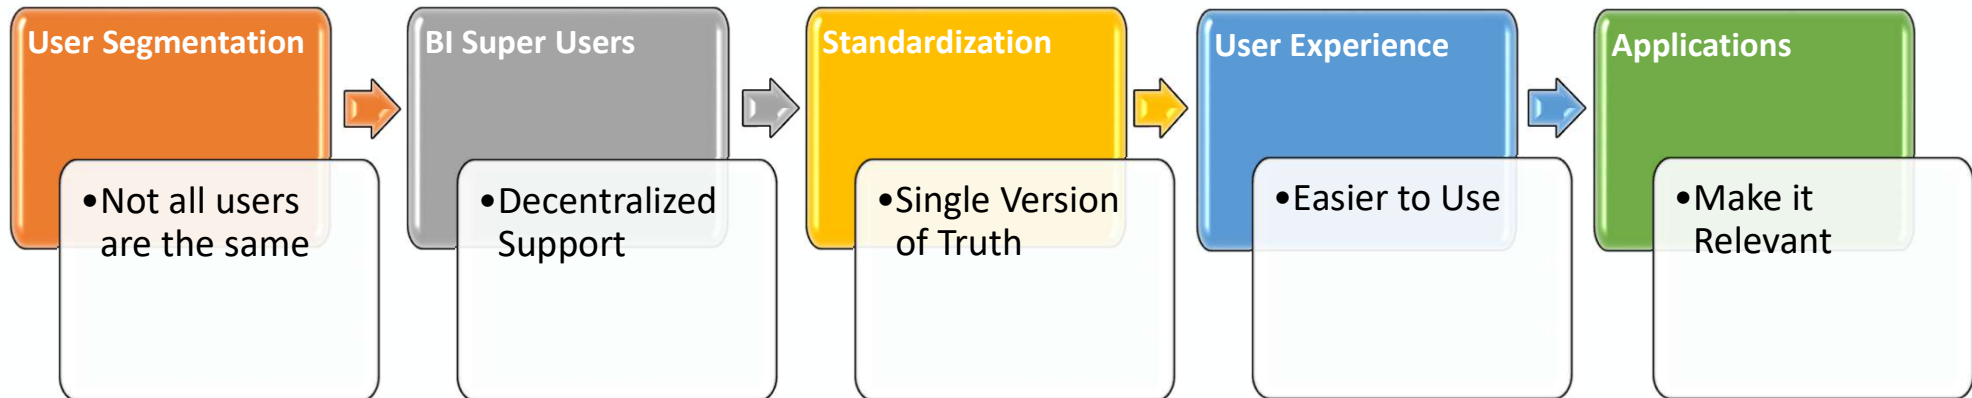 User Segmentation
•Not all users
are the same
BI Super Users
•Decentralized
Support
Standardization
•Single Version
of Truth
User Experience
•Easier to Use
Applications
•Make it
Relevant